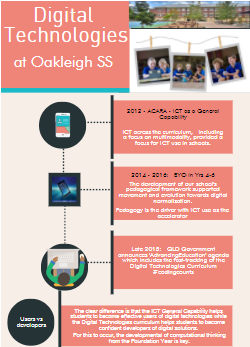 Digital
Technologies
at Oakleigh SS
2012 - ACARA - ICT as a General
Capability
ICT across the curriculum, including
a focus on multimodality, provided a
focus for ICT use in schools.
2014 - 2016: BYO in Yrs 4-6
The development of our school's
pedagogical framework supported
movement and evolution towards digital
normalisation.
Pedagogy is the driver with ICT use as the
accelerator
Late 2015: QLD Government
announces 'Advancing Education' agenda
which includes the fast-tracking of the
Digital Technologies Curriculum
#codingcounts
Users vs
developers
The clear difference is that the ICT General Capability helps
students to become effective users of digital technologies while
the Digital Technologies curriculum helps students to become
confident developers of digital solutions.
For this to occur, the developmental of computational thinking
from the Foundation Year is key.